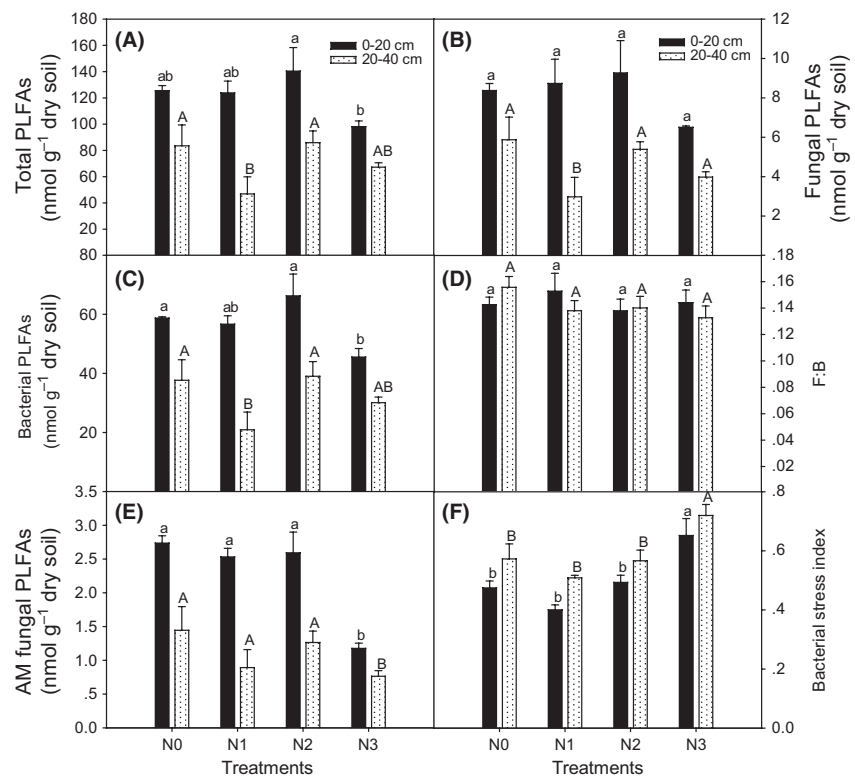 180
160
140
120
100
80
60
40
20
80
Total PLFAs
(nmol g⁻¹ dry soil)
(A)
ab
A
ab
B
a
A
b
AB
0-20 cm
20-40 cm
(B)
a
A
a
B
a
A
a
A
0-20 cm
20-40 cm
12
10
8
6
4
2
.18
Fungal PLFAs
(nmol g⁻¹ dry soil)
60
40
20
3.5
Bacterial PLFAs
(nmol g⁻¹ dry soil)
(C)
a
A
ab
B
a
A
b
AB
(D)
a
A
a
A
a
A
a
A
.16
.14
.12
.10
.08
.06
.04
.02
.8
F:B
3.0
2.5
2.0
1.5
1.0
.5
0.0
AM fungal PLFAs
(nmol g⁻¹ dry soil)
(E)
a
A
a
A
a
A
b
B
(F)
b
B
b
B
b
B
a
A
.6
.4
.2
0.0
Bacterial stress index
N0 N1 N2 N3
Treatments
N0 N1 N2 N3
Treatments